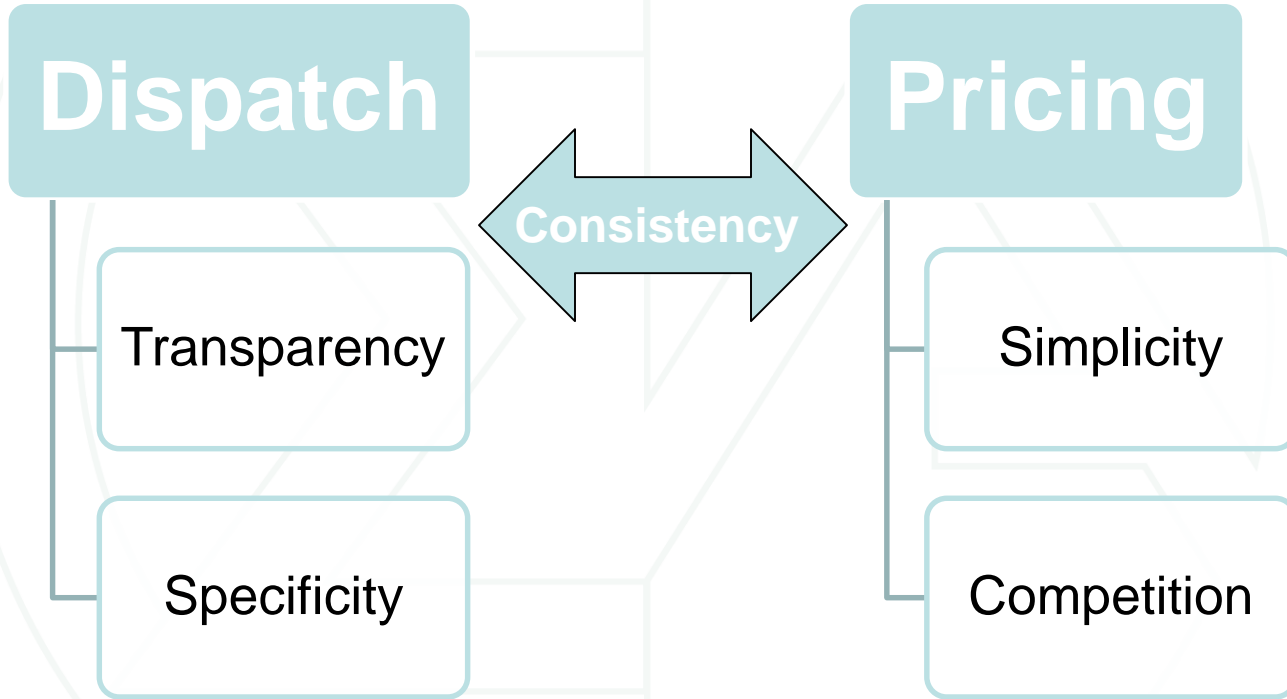 Dispatch
Pricing
Consistency
Transparency
Simplicity
Specificity
Competition